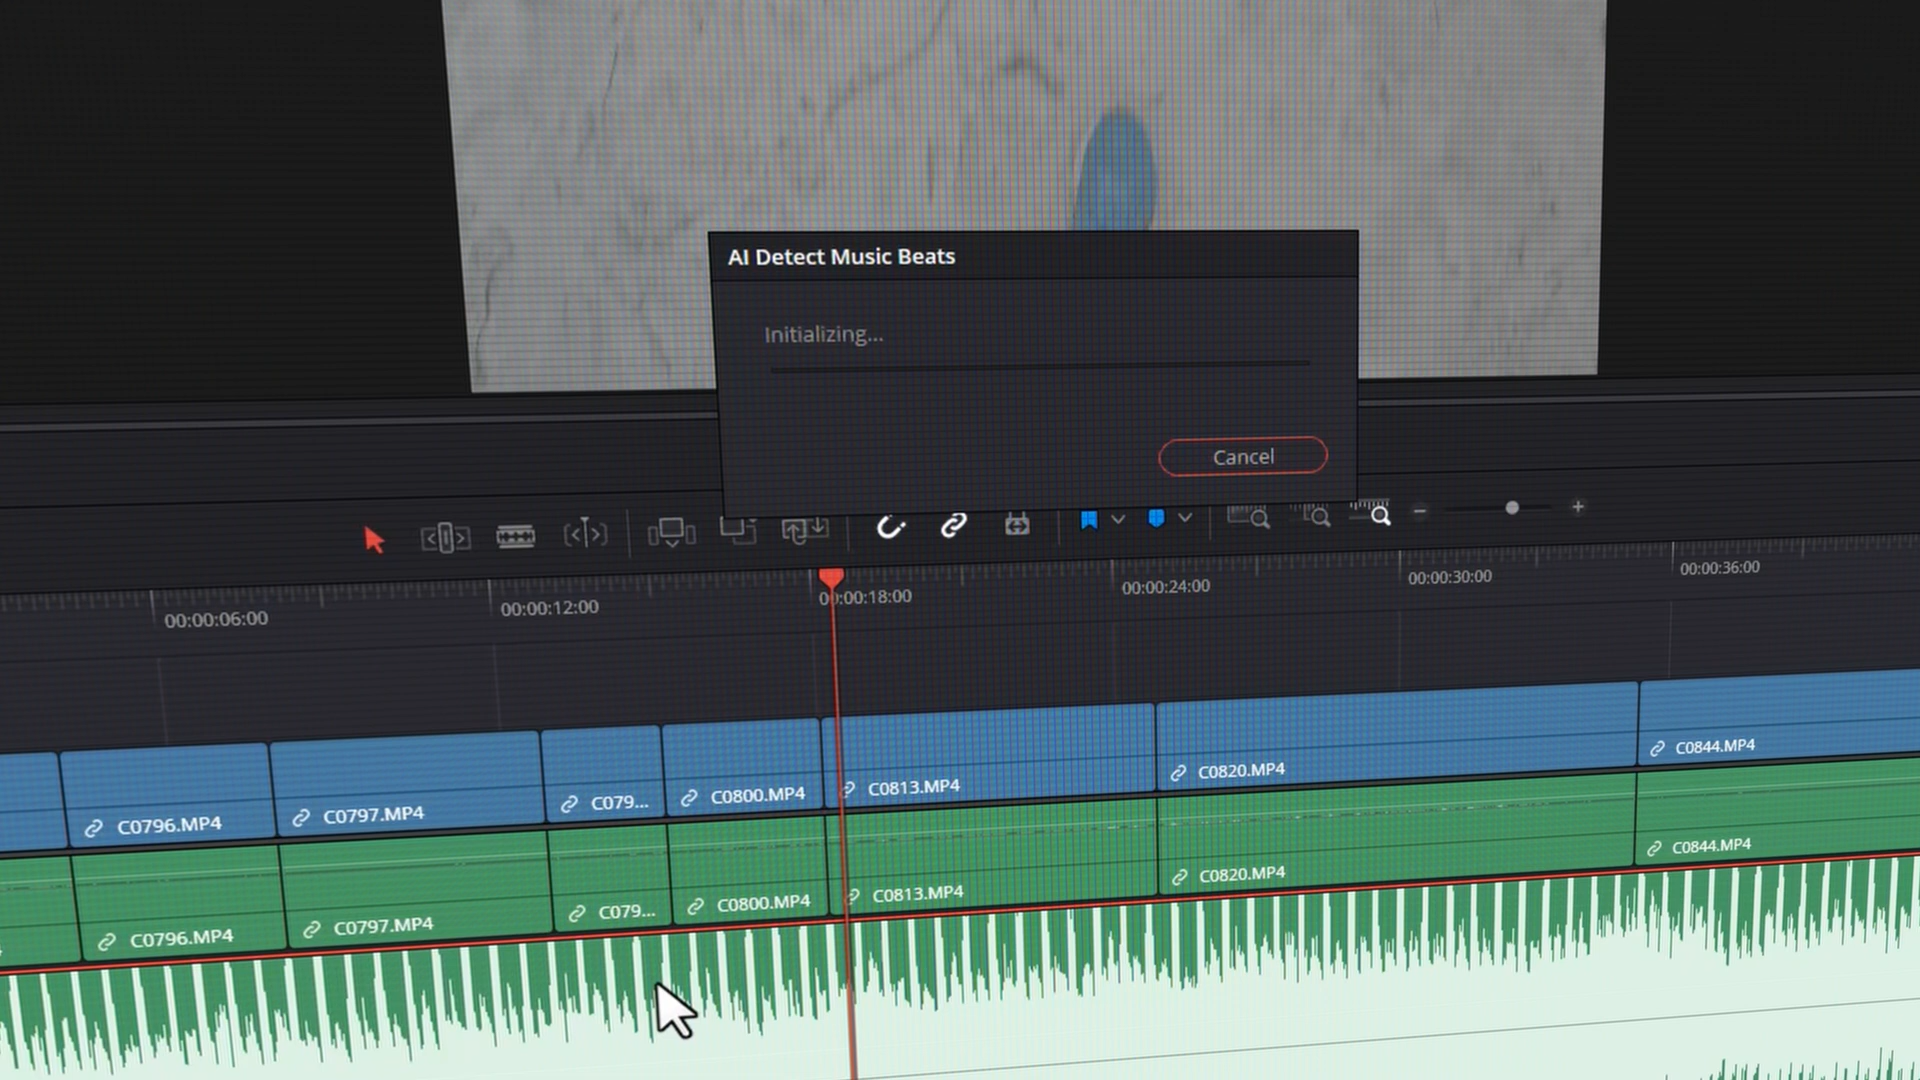 AI Detect Music Beats
Initializing...
Cancel
00:00:06:00
00:00:12:00
00:00:18:00
00:00:24:00
00:00:30:00
00:00:36:00
C0796.MP4
C0797.MP4
C079...
C0800.MP4
C0813.MP4
C0820.MP4
C0844.MP4
C0796.MP4
C0797.MP4
C079...
C0800.MP4
C0813.MP4
C0820.MP4
C0844.MP4